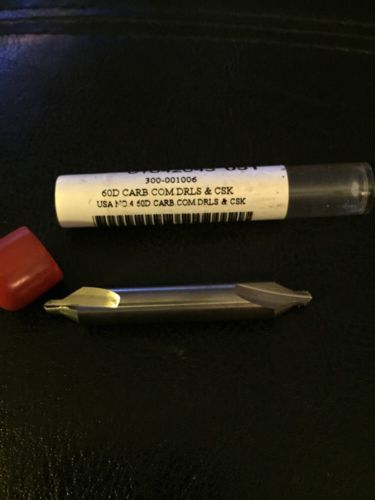 300-001006
60D CARB COM.DRLS & CSK
USA NO.4 60D CARB.COM.DRLS & CSK